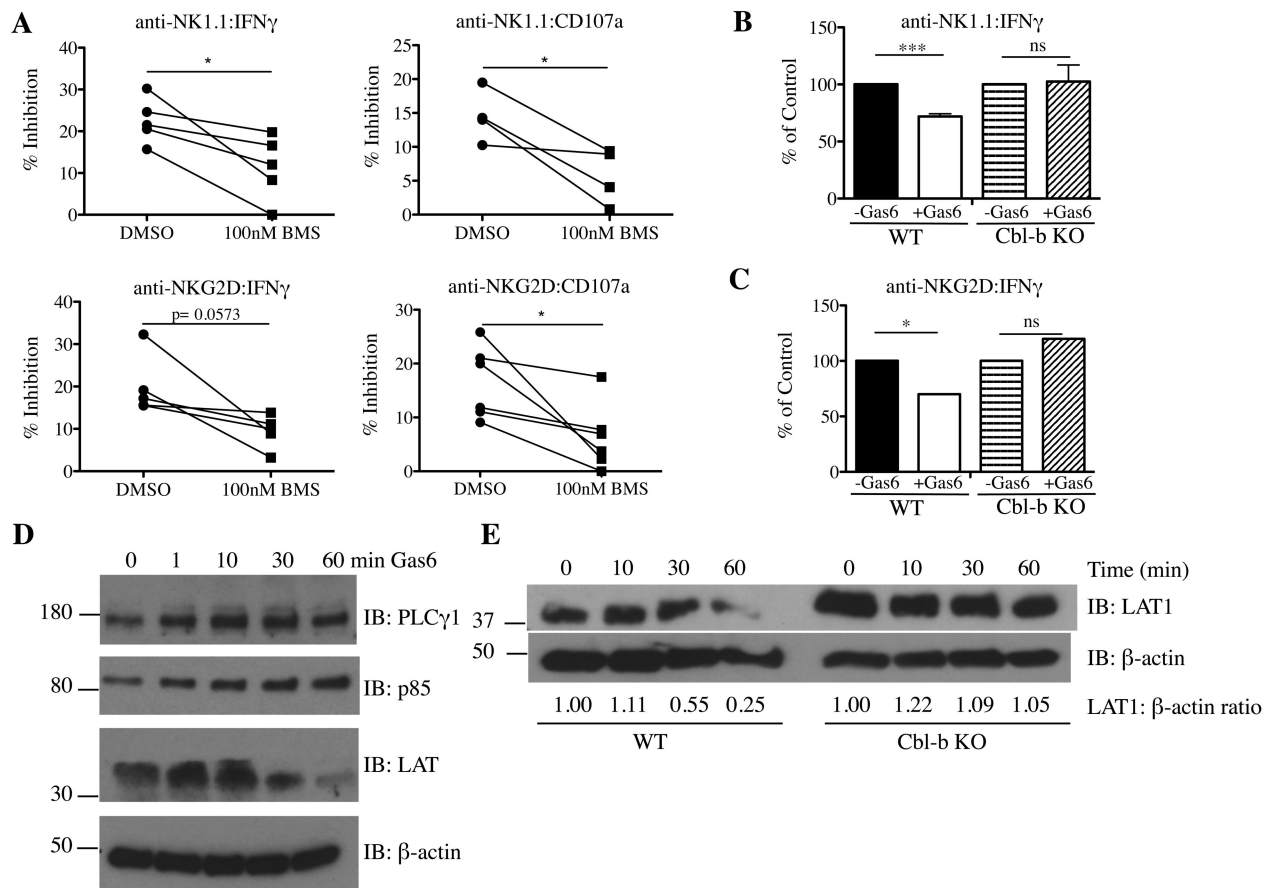 A
anti-NK1.1:IFNγ
% Inhibition
40
30
20
10
0
*
DMSO
100nM BMS
anti-NK1.1:CD107a
% Inhibition
25
20
15
10
5
0
*
DMSO
100nM BMS
anti-NKG2D:IFNγ
% Inhibition
40
30
20
10
0
p= 0.0573
DMSO
100nM BMS
anti-NKG2D:CD107a
% Inhibition
30
20
10
0
*
DMSO
100nM BMS
B
anti-NK1.1:IFNγ
% of Control
150
100
50
0
***
ns
-Gas6 +Gas6 -Gas6 +Gas6
WT Cbl-b KO
C
anti-NKG2D:IFNγ
% of Control
150
100
50
0
*
ns
-Gas6 +Gas6 -Gas6 +Gas6
WT Cbl-b KO
D
0 1 10 30 60 min Gas6
180
IB: PLCγ1
80
IB: p85
IB: LAT
30
50
IB: β-actin
E
0 10 30 60 0 10 30 60 Time (min)
37
IB: LAT1
50
IB: β-actin
1.00 1.11 0.55 0.25 1.00 1.22 1.09 1.05 LAT1: β-actin ratio
WT Cbl-b KO